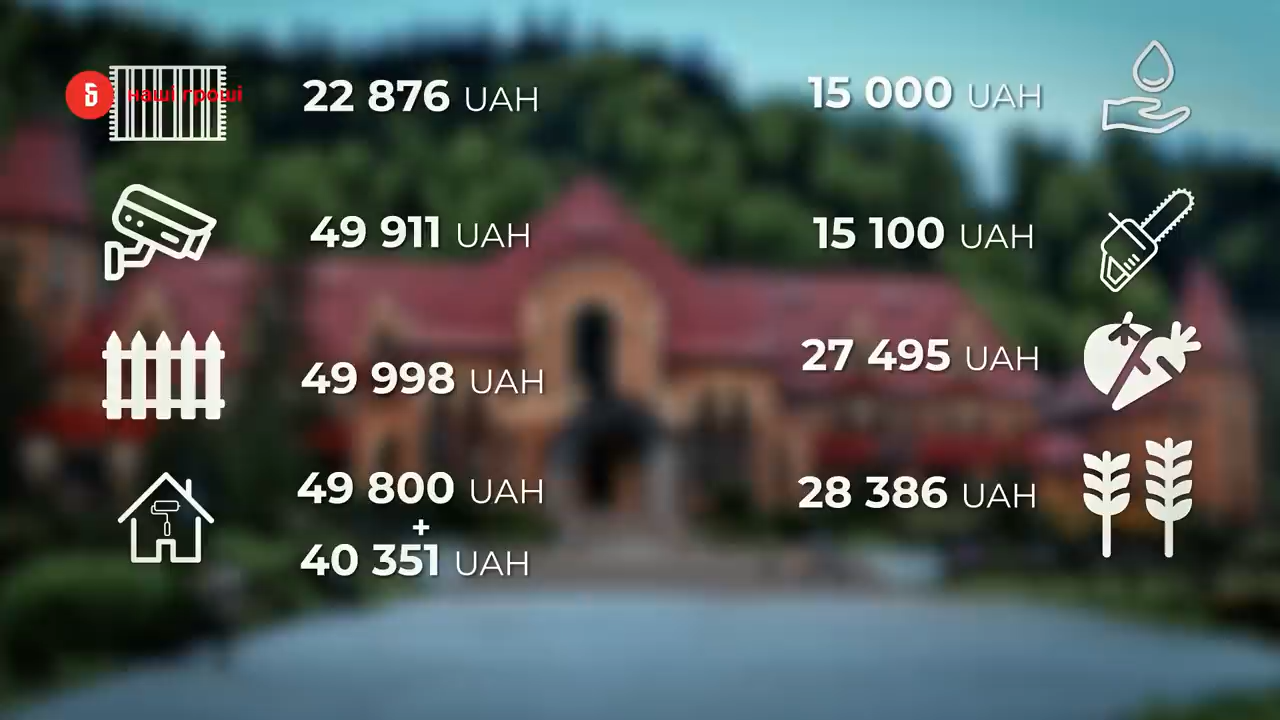 наші гроші
22 876 UAH
49 911 UAH
49 998 UAH
49 800 UAH
+
40 351 UAH
15 000 UAH
15 100 UAH
27 495 UAH
28 386 UAH